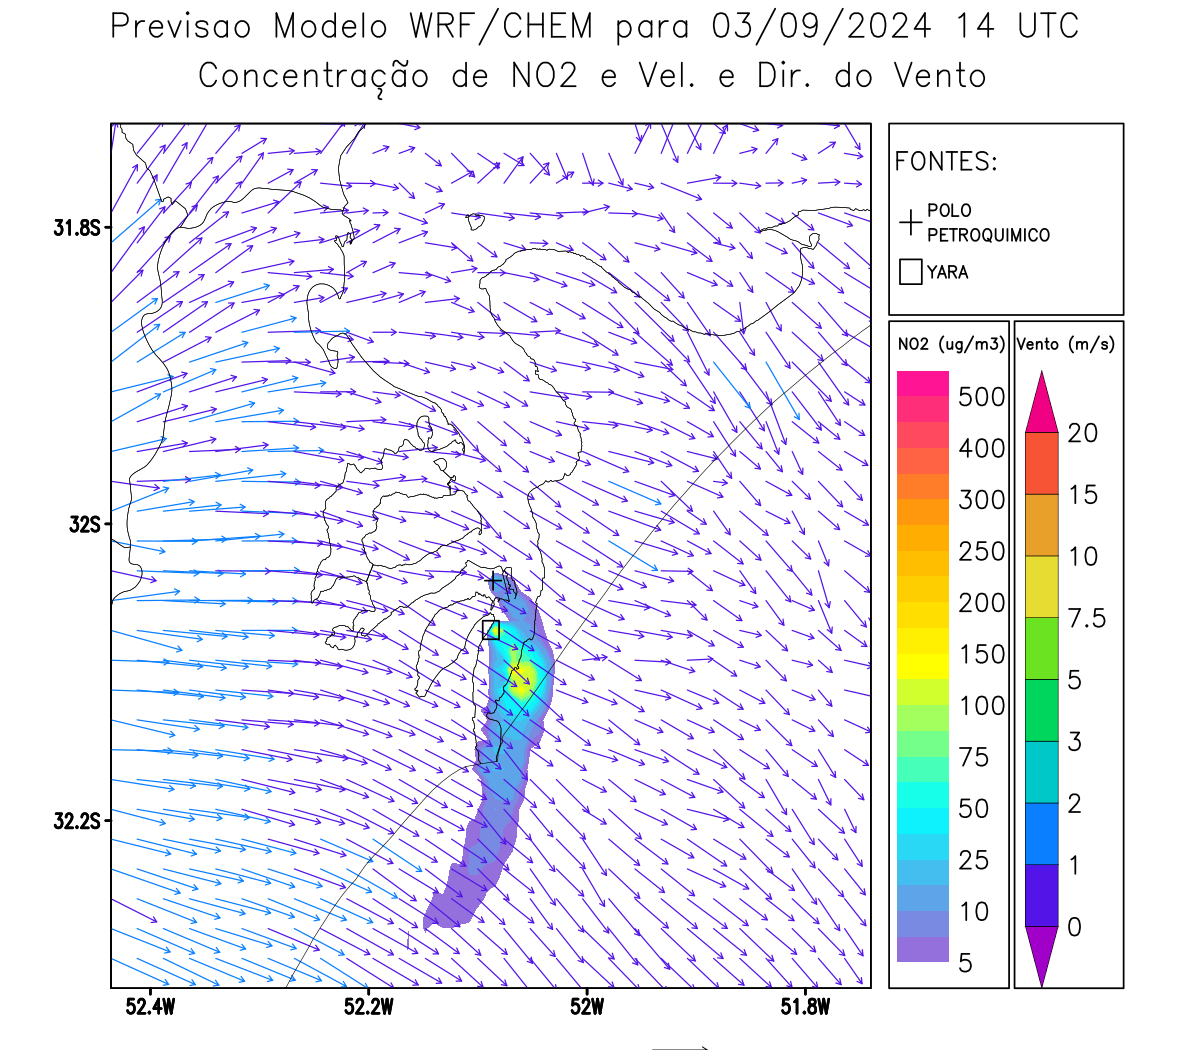 Previsao Modelo WRF/CHEM para 03/09/2024 14 UTC
Concentração de NO2 e Vel. e Dir. do Vento
FONTES:
POLO
PETROQUIMICO
YARA
NO2 (ug/m3)
500
400
300
250
200
150
100
75
50
25
10
5
Vento (m/s)
20
15
10
7.5
5
3
2
1
0
31.8S
32S
32.2S
52.4W 52.2W 52W 51.8W